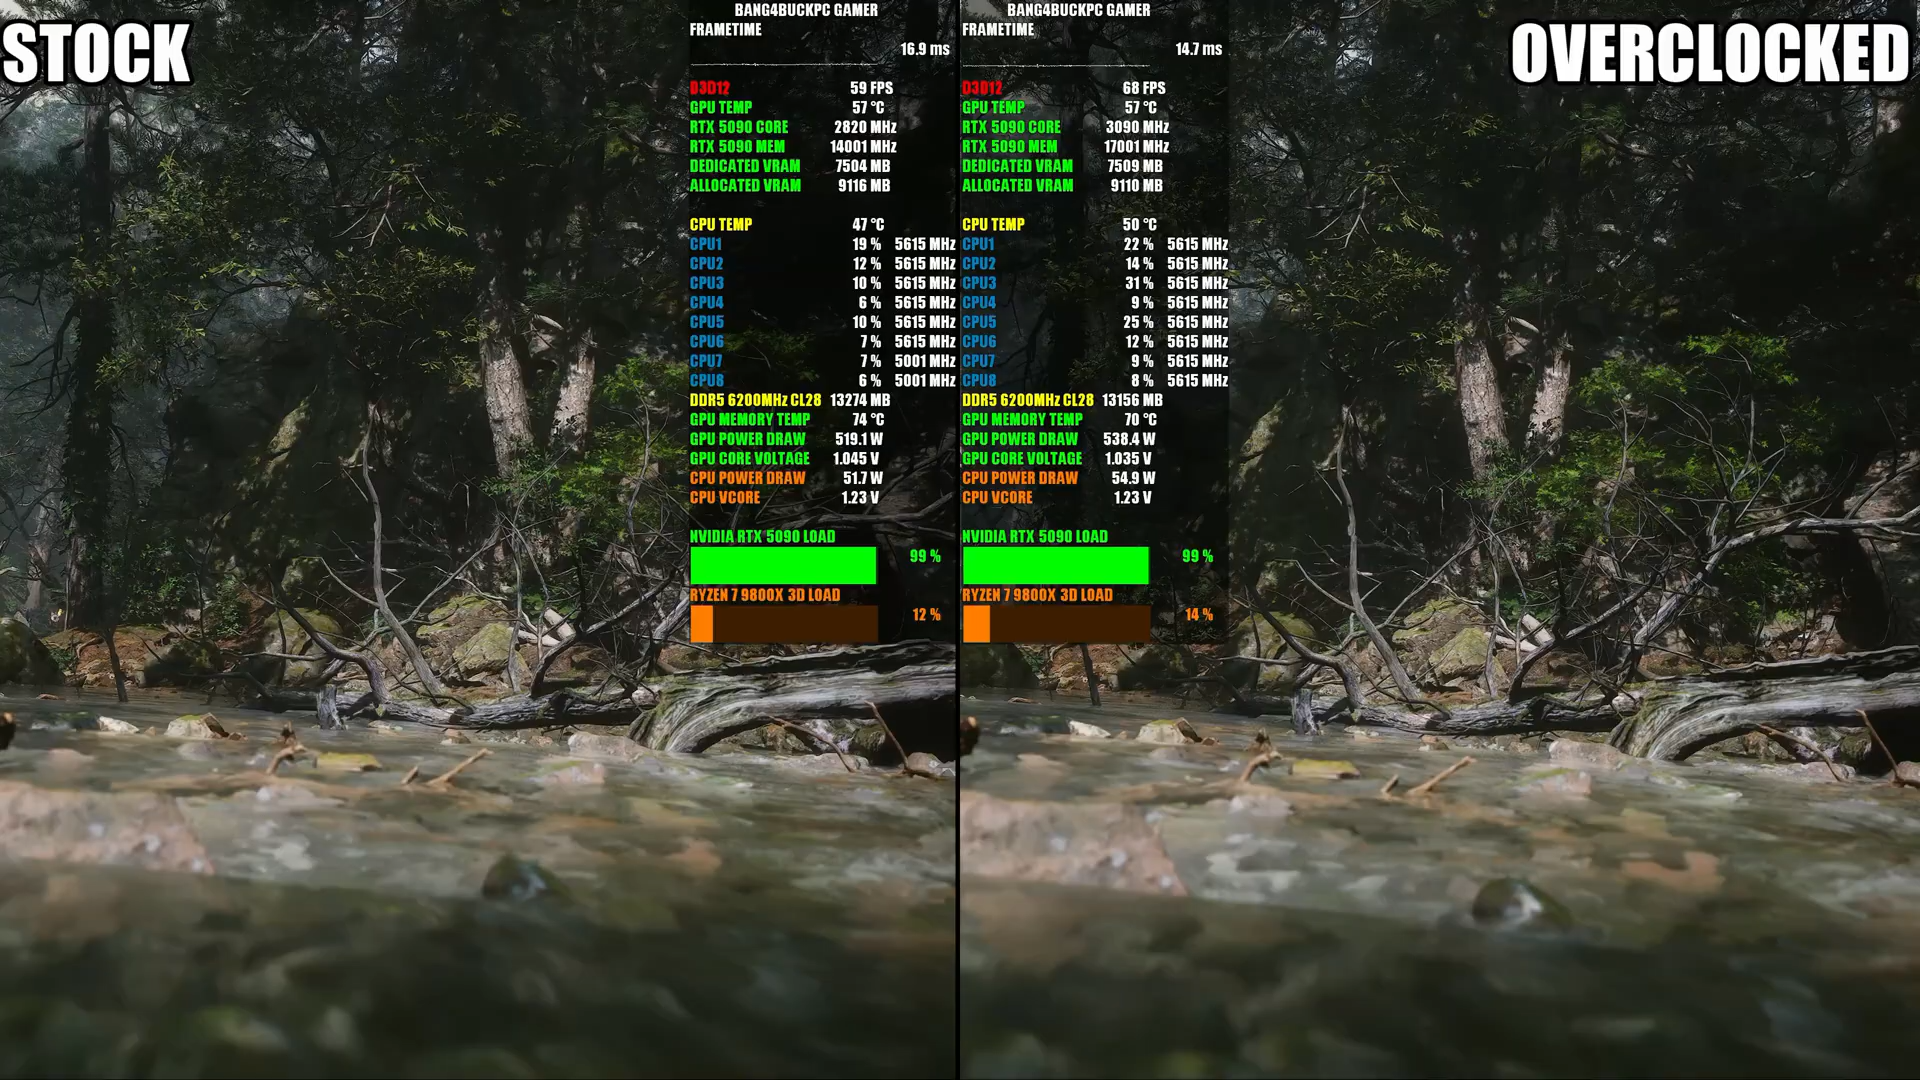 STOCK
BANG4BUCKPC GAMER
FRAMETIME
16.9 ms
D3D12 59 FPS
GPU TEMP 57 °C
RTX 5090 CORE 2820 MHz
RTX 5090 MEM 14001 MHz
DEDICATED VRAM 7504 MB
ALLOCATED VRAM 9116 MB
CPU TEMP 47 °C
CPU1 19 % 5615 MHz
CPU2 12 % 5615 MHz
CPU3 10 % 5615 MHz
CPU4 6 % 5615 MHz
CPU5 10 % 5615 MHz
CPU6 7 % 5615 MHz
CPU7 7 % 5001 MHz
CPU8 6 % 5001 MHz
DDR5 6200MHz CL28 13274 MB
GPU MEMORY TEMP 74 °C
GPU POWER DRAW 519.1 W
GPU CORE VOLTAGE 1.045 V
CPU POWER DRAW 51.7 W
CPU VCORE 1.23 V
NVIDIA RTX 5090 LOAD
99 %
RYZEN 7 9800X 3D LOAD
12 %
OVERCLOCKED
BANG4BUCKPC GAMER
FRAMETIME
14.7 ms
D3D12 68 FPS
GPU TEMP 57 °C
RTX 5090 CORE 3090 MHz
RTX 5090 MEM 17001 MHz
DEDICATED VRAM 7509 MB
ALLOCATED VRAM 9110 MB
CPU TEMP 50 °C
CPU1 22 % 5615 MHz
CPU2 14 % 5615 MHz
CPU3 31 % 5615 MHz
CPU4 9 % 5615 MHz
CPU5 25 % 5615 MHz
CPU6 12 % 5615 MHz
CPU7 9 % 5615 MHz
CPU8 8 % 5615 MHz
DDR5 6200MHz CL28 13156 MB
GPU MEMORY TEMP 70 °C
GPU POWER DRAW 538.4 W
GPU CORE VOLTAGE 1.035 V
CPU POWER DRAW 54.9 W
CPU VCORE 1.23 V
NVIDIA RTX 5090 LOAD
99 %
RYZEN 7 9800X 3D LOAD
14 %